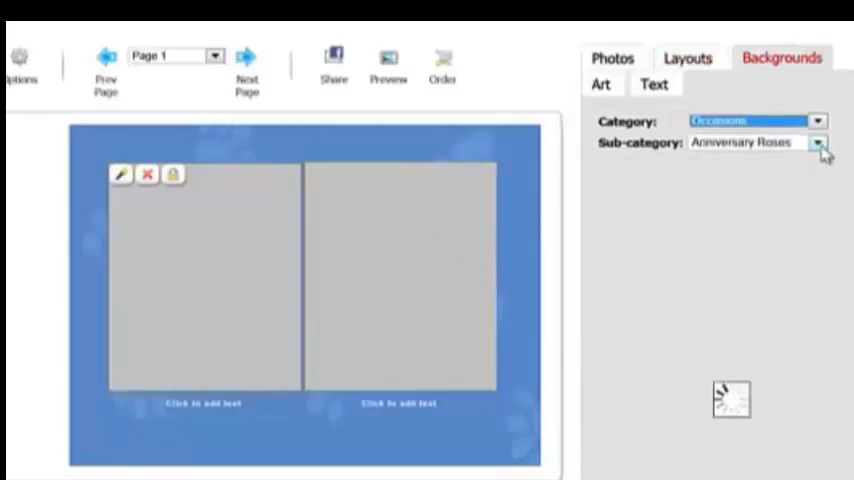 Page 1
ptions
Prev
Page
Next
Page
Share
Preview
Order
Click to add text
Click to add text
Photos
Layouts
Backgrounds
Art
Text
Category:
Occasions
Sub-category:
Anniversary Roses